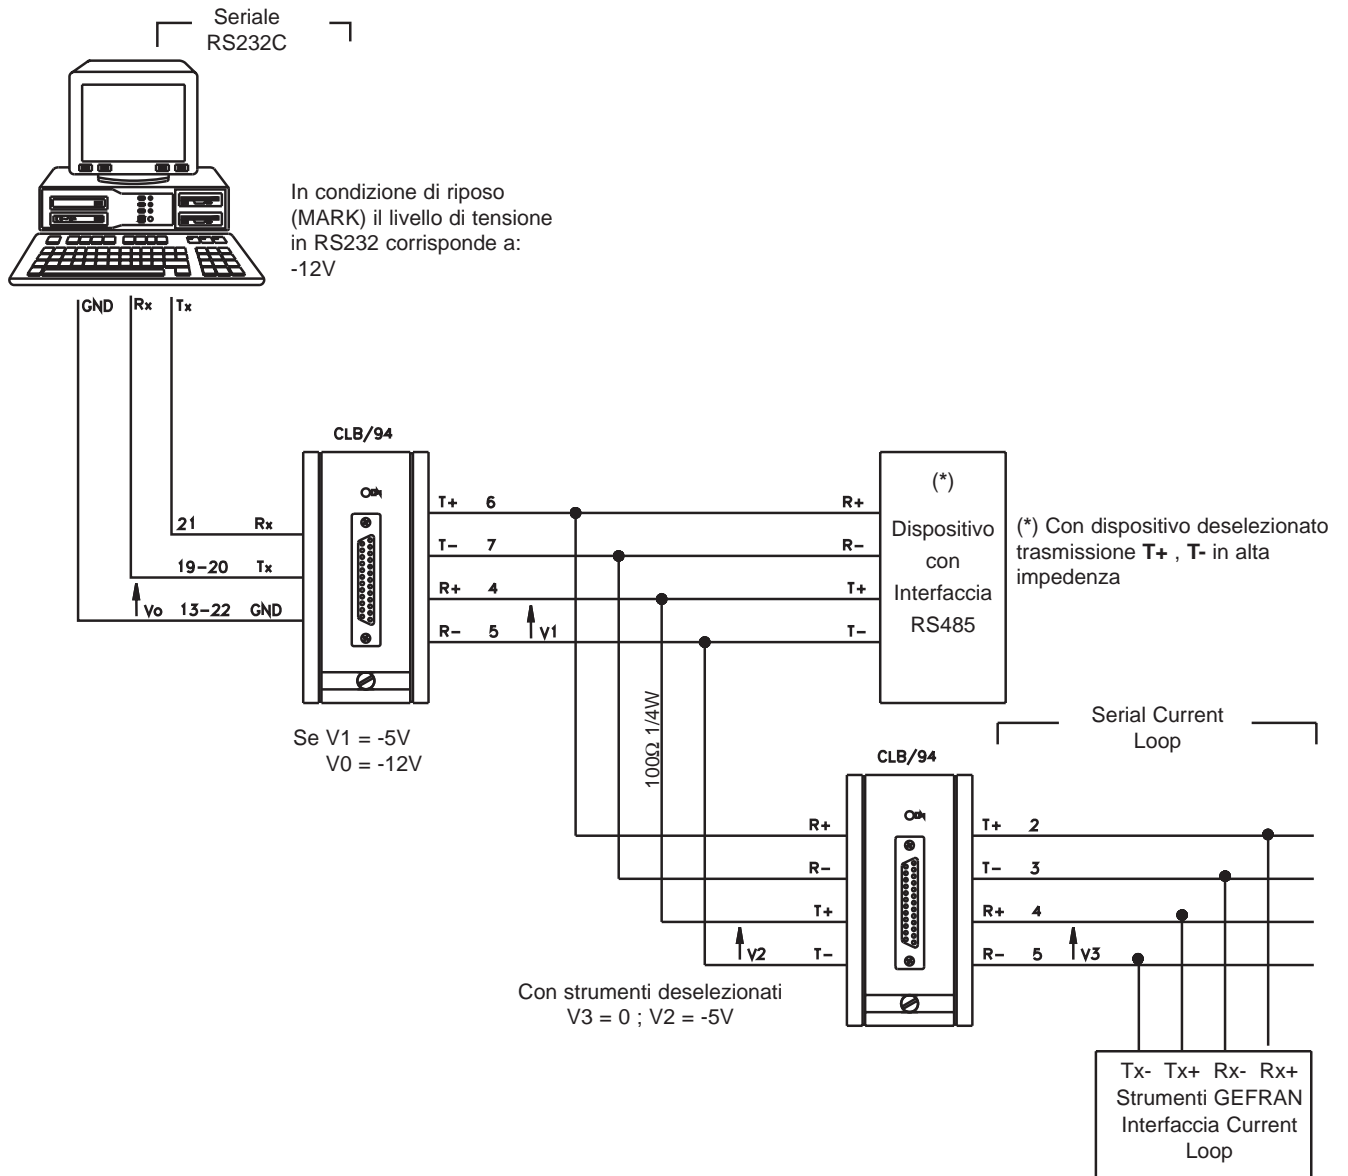 Seriale
RS232C
In condizione di riposo
(MARK) il livello di tensione
in RS232 corrisponde a:
-12V
GND Rx Tx
CLB/94
21 Rx
19-20 Tx
Vo 13-22 GND
T+ 6
T- 7
R+ 4
R- 5
V1
R+
R-
T+
T-
(*)
Dispositivo
con
Interfaccia
RS485
(*) Con dispositivo deselezionato
trasmissione T+ , T- in alta
impedenza
Se V1 = -5V
V0 = -12V
100Ω 1/4W
Serial Current
Loop
CLB/94
R+
R-
T+
T-
V2
T+ 2
T- 3
R+ 4
R- 5
V3
Con strumenti deselezionati
V3 = 0 ; V2 = -5V
Tx- Tx+ Rx- Rx+
Strumenti GEFRAN
Interfaccia Current
Loop